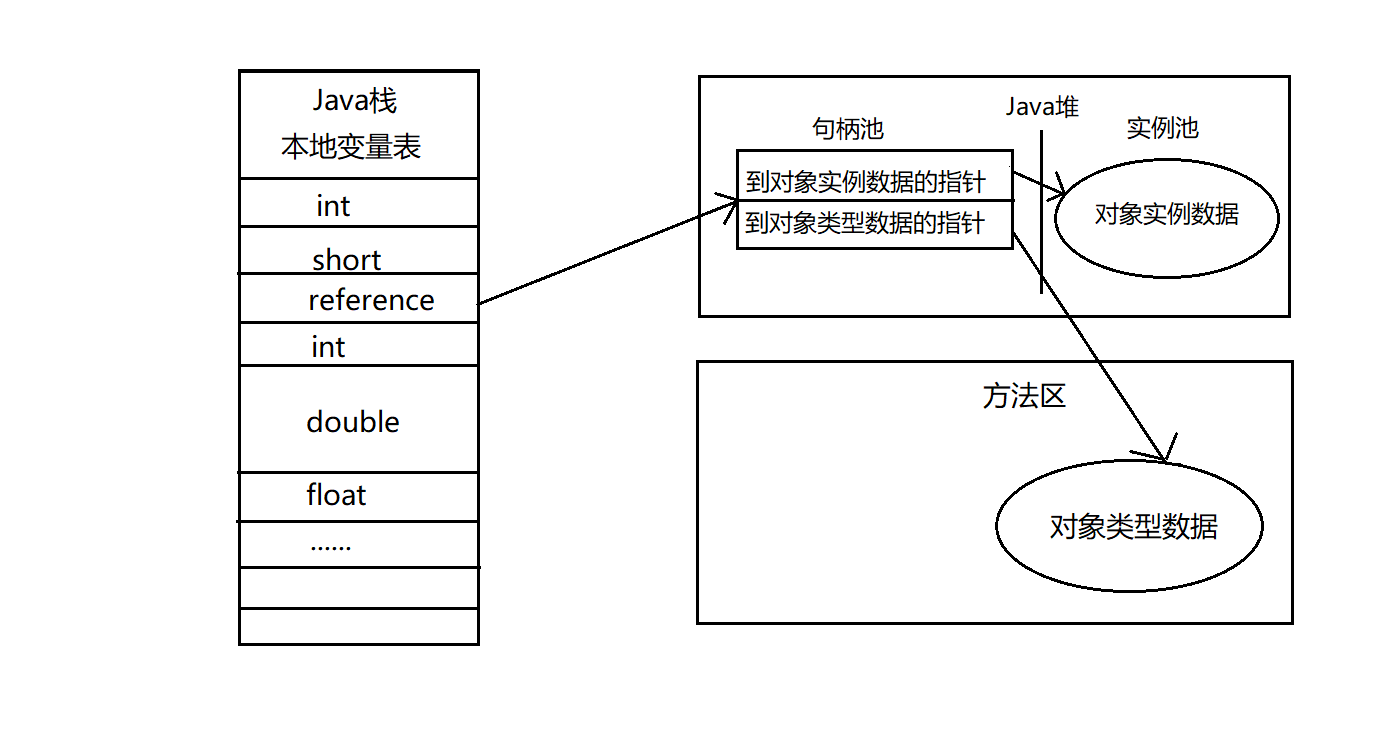 Java栈
本地变量表
int
short
reference
int
double
float
······
Java堆
句柄池
实例池
到对象实例数据的指针
到对象类型数据的指针
对象实例数据
方法区
对象类型数据